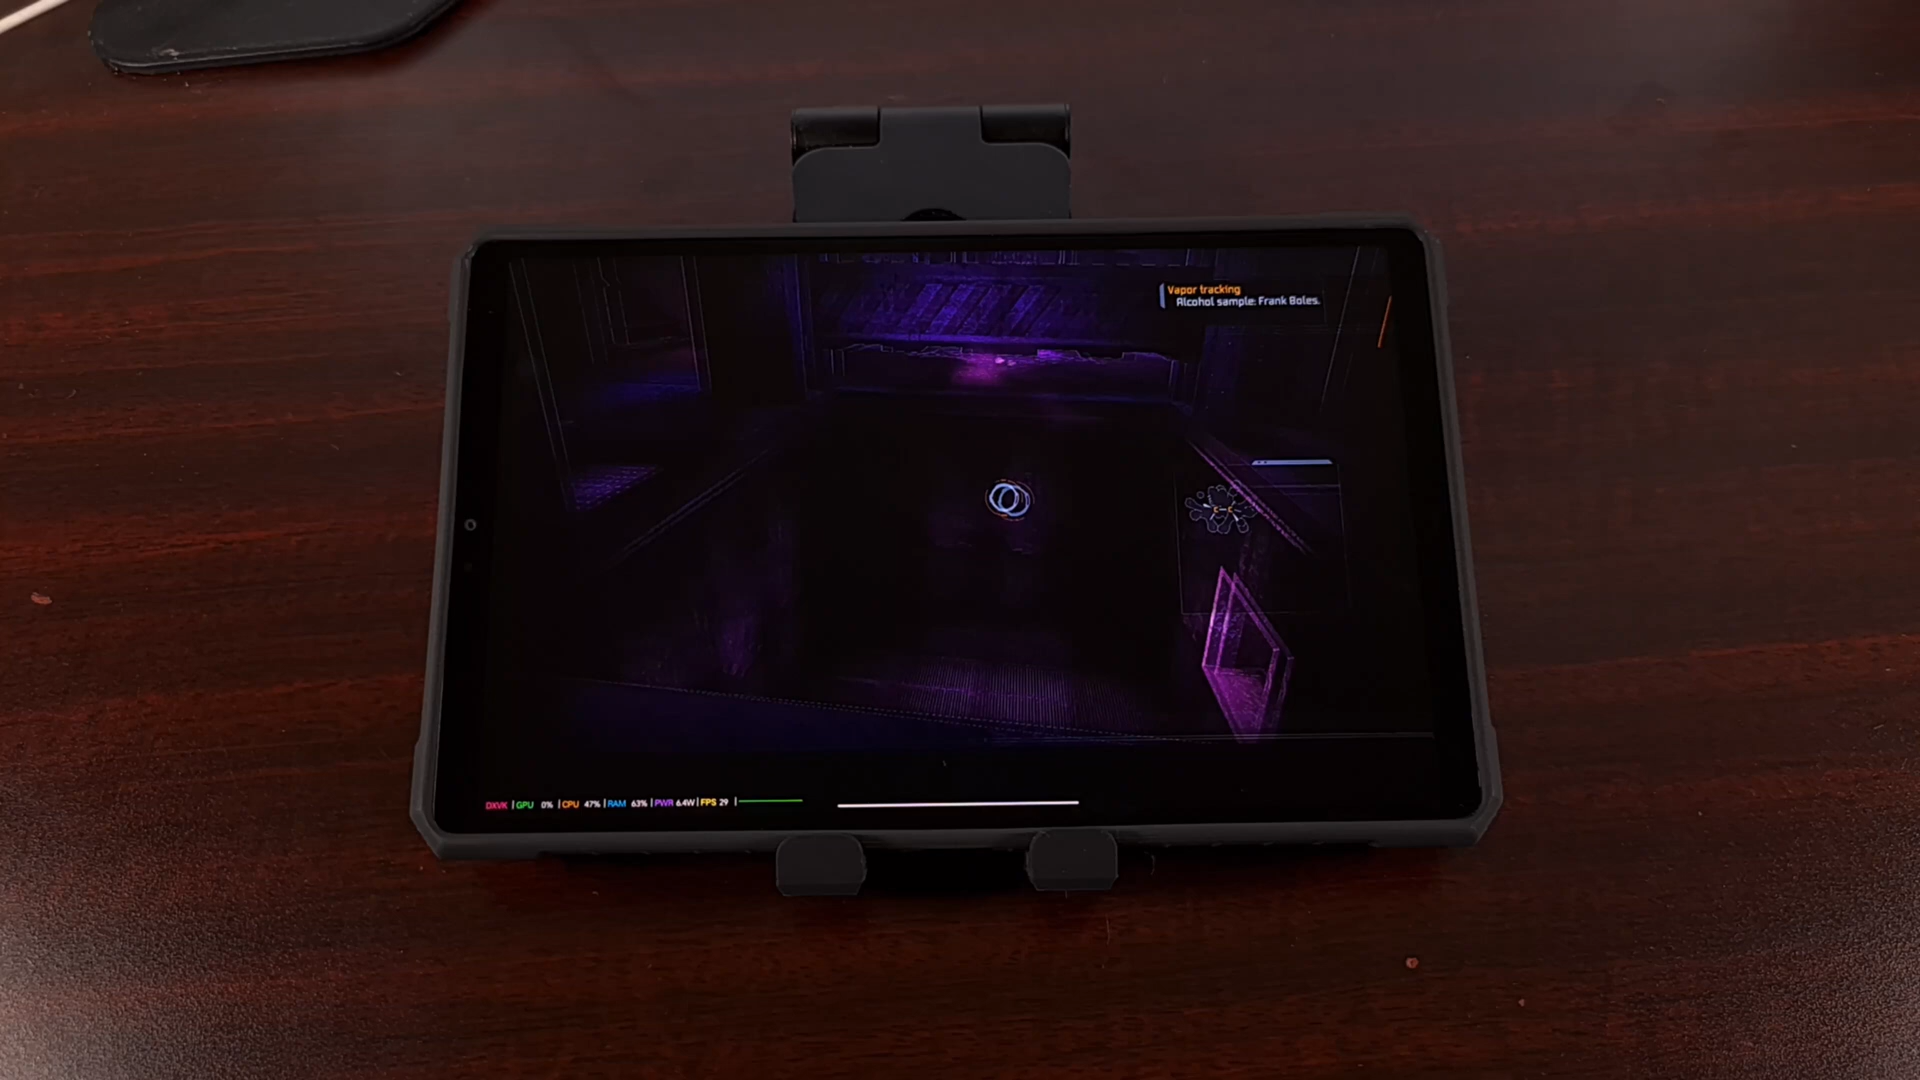 Vapor tracking
Alcohol sample: Frank Boles.
DXVK | GPU 0% | CPU 47% | RAM 63% | PWR 6.4W | FPS 29 |